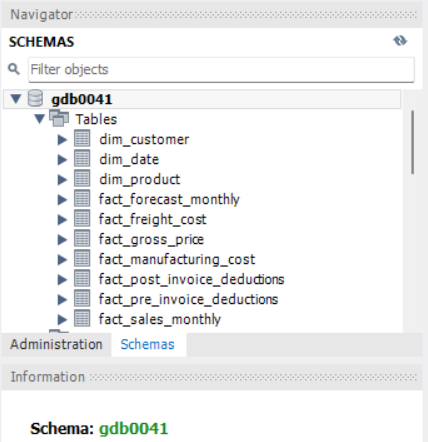 Navigator
SCHEMAS
Filter objects
gdb0041
Tables
dim_customer
dim_date
dim_product
fact_forecast_monthly
fact_freight_cost
fact_gross_price
fact_manufacturing_cost
fact_post_invoice_deductions
fact_pre_invoice_deductions
fact_sales_monthly
Administration Schemas
Information
Schema: gdb0041